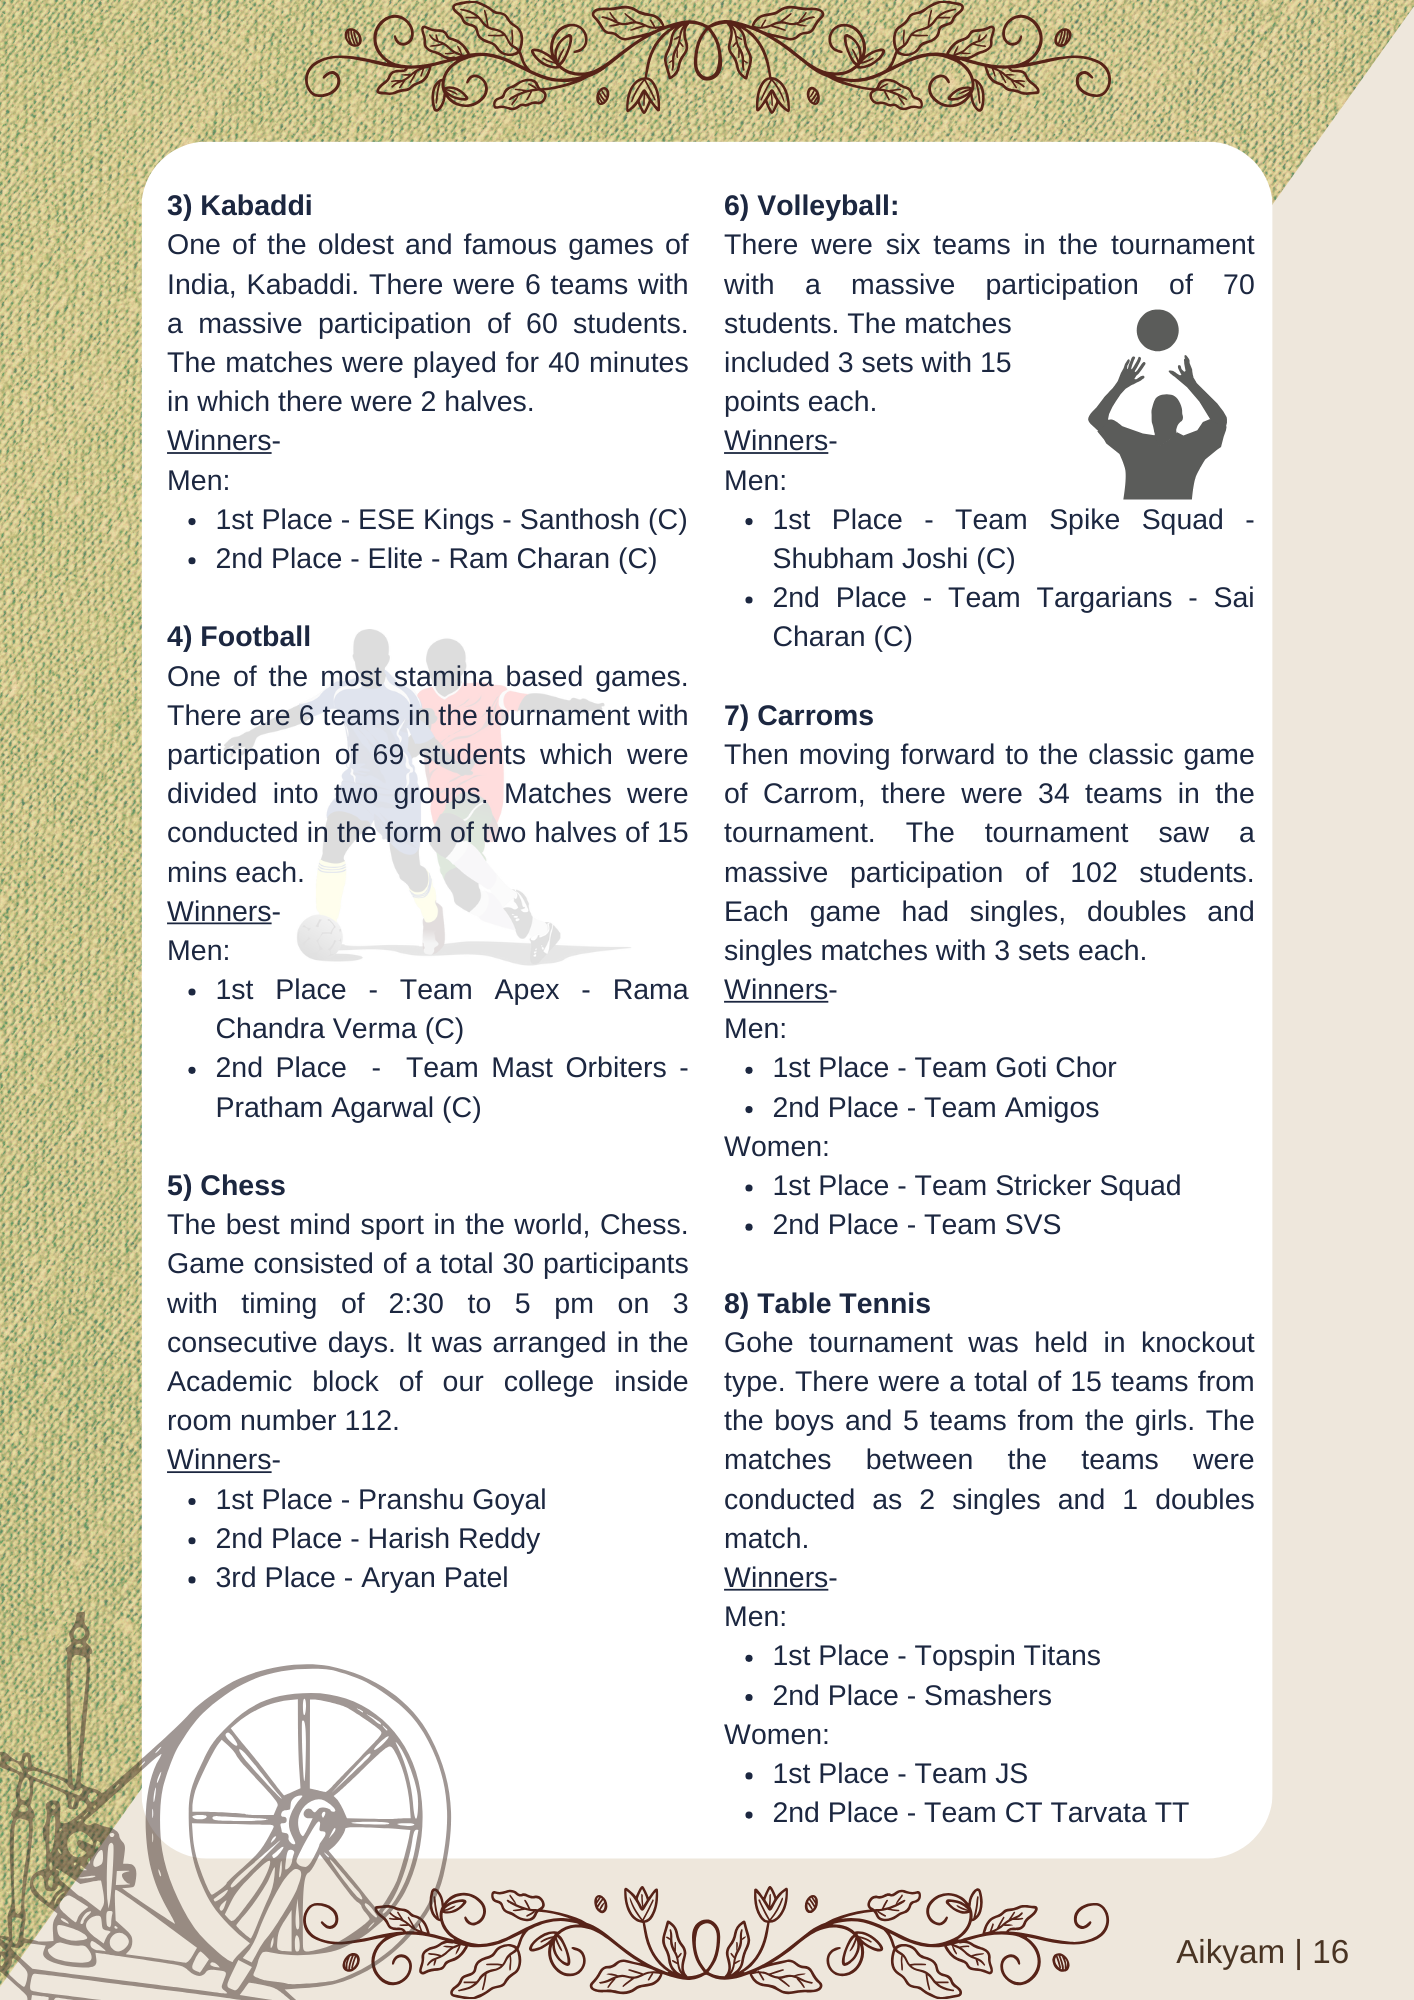 3) Kabaddi
One of the oldest and famous games of
India, Kabaddi. There were 6 teams with
a massive participation of 60 students.
The matches were played for 40 minutes
in which there were 2 halves.
Winners-
Men:
• 1st Place - ESE Kings - Santhosh (C)
• 2nd Place - Elite - Ram Charan (C)
4) Football
One of the most stamina based games.
There are 6 teams in the tournament with
participation of 69 students which were
divided into two groups. Matches were
conducted in the form of two halves of 15
mins each.
Winners-
Men:
• 1st Place - Team Apex - Rama
Chandra Verma (C)
• 2nd Place - Team Mast Orbiters -
Pratham Agarwal (C)
5) Chess
The best mind sport in the world, Chess.
Game consisted of a total 30 participants
with timing of 2:30 to 5 pm on 3
consecutive days. It was arranged in the
Academic block of our college inside
room number 112.
Winners-
• 1st Place - Pranshu Goyal
• 2nd Place - Harish Reddy
• 3rd Place - Aryan Patel
6) Volleyball:
There were six teams in the tournament
with a massive participation of 70
students. The matches
included 3 sets with 15
points each.
Winners-
Men:
• 1st Place - Team Spike Squad -
Shubham Joshi (C)
• 2nd Place - Team Targarians - Sai
Charan (C)
7) Carroms
Then moving forward to the classic game
of Carrom, there were 34 teams in the
tournament. The tournament saw a
massive participation of 102 students.
Each game had singles, doubles and
singles matches with 3 sets each.
Winners-
Men:
• 1st Place - Team Goti Chor
• 2nd Place - Team Amigos
Women:
• 1st Place - Team Stricker Squad
• 2nd Place - Team SVS
8) Table Tennis
Gohe tournament was held in knockout
type. There were a total of 15 teams from
the boys and 5 teams from the girls. The
matches between the teams were
conducted as 2 singles and 1 doubles
match.
Winners-
Men:
• 1st Place - Topspin Titans
• 2nd Place - Smashers
Women:
• 1st Place - Team JS
• 2nd Place - Team CT Tarvata TT
Aikyam | 16